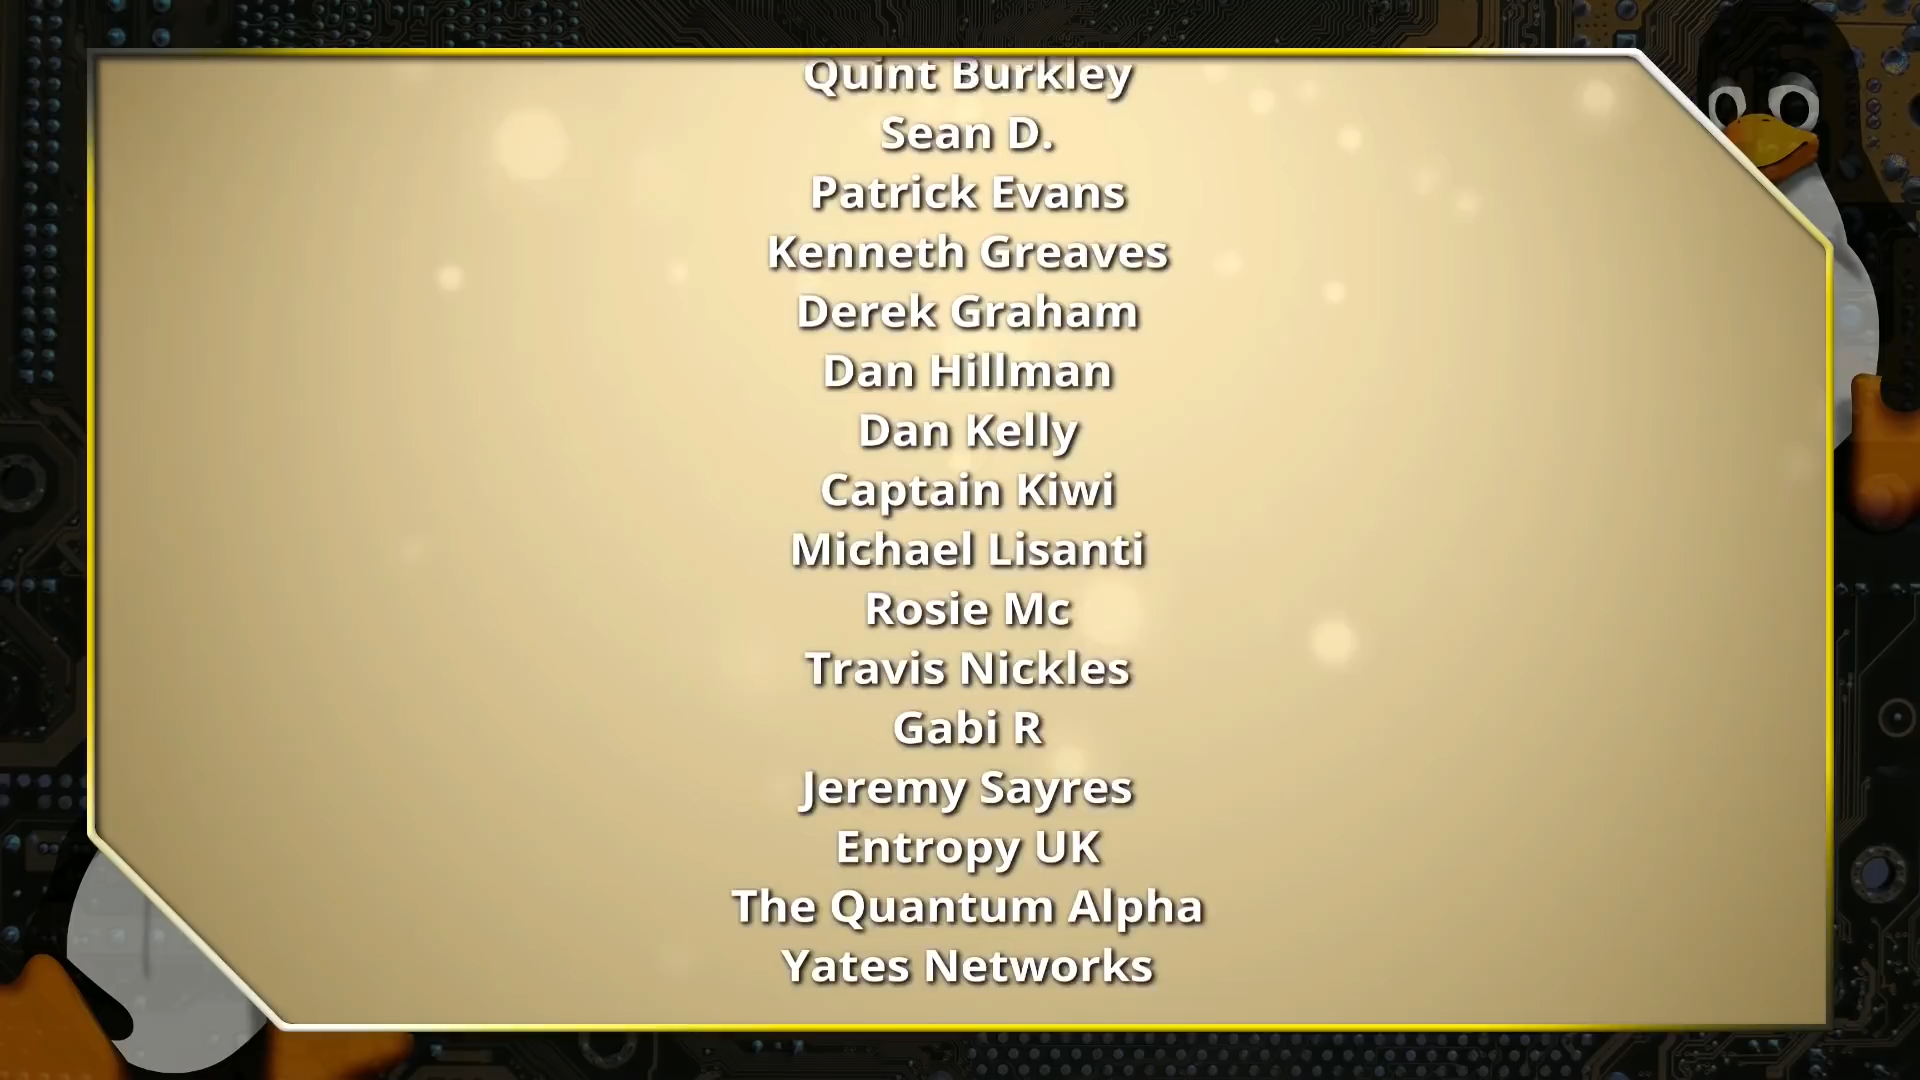 Quint Burkley
Sean D.
Patrick Evans
Kenneth Greaves
Derek Graham
Dan Hillman
Dan Kelly
Captain Kiwi
Michael Lisanti
Rosie Mc
Travis Nickles
Gabi R
Jeremy Sayres
Entropy UK
The Quantum Alpha
Yates Networks